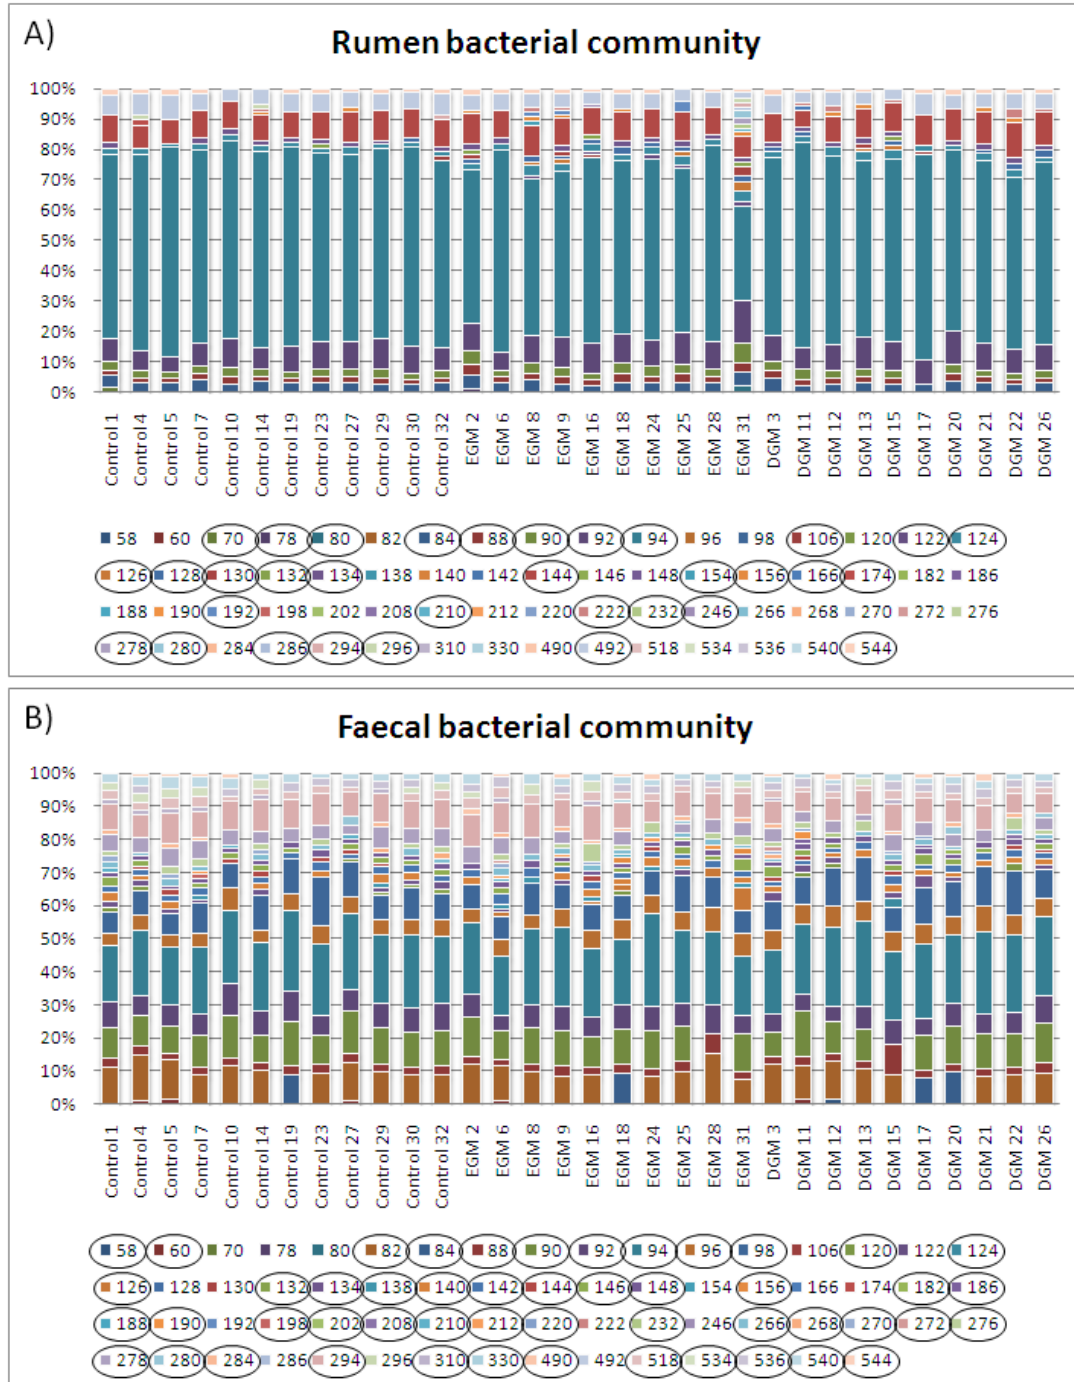 A)
Rumen bacterial community
100%
90%
80%
70%
60%
50%
40%
30%
20%
10%
0%
Control 1
Control 4
Control 5
Control 7
Control 10
Control 14
Control 19
Control 23
Control 27
Control 29
Control 30
Control 32
EGM 2
EGM 6
EGM 8
EGM 9
EGM 16
EGM 18
EGM 24
EGM 25
EGM 28
EGM 31
DGM 3
DGM 11
DGM 12
DGM 13
DGM 15
DGM 17
DGM 20
DGM 21
DGM 22
DGM 26
58 60 70 78 80 82 84 88 90 92 94 96 98 106 120 122 124
126 128 130 132 134 138 140 142 144 146 148 154 156 166 174 182 186
188 190 192 198 202 208 210 212 220 222 232 246 266 268 270 272 276
278 280 284 286 294 296 310 330 490 492 518 534 536 540 544
B)
Faecal bacterial community
100%
90%
80%
70%
60%
50%
40%
30%
20%
10%
0%
Control 1
Control 4
Control 5
Control 7
Control 10
Control 14
Control 19
Control 23
Control 27
Control 29
Control 30
Control 32
EGM 2
EGM 6
EGM 8
EGM 9
EGM 16
EGM 18
EGM 24
EGM 25
EGM 28
EGM 31
DGM 3
DGM 11
DGM 12
DGM 13
DGM 15
DGM 17
DGM 20
DGM 21
DGM 22
DGM 26
58 60 70 78 80 82 84 88 90 92 94 96 98 106 120 122 124
126 128 130 132 134 138 140 142 144 146 148 154 156 166 174 182 186
188 190 192 198 202 208 210 212 220 222 232 246 266 268 270 272 276
278 280 284 286 294 296 310 330 490 492 518 534 536 540 544